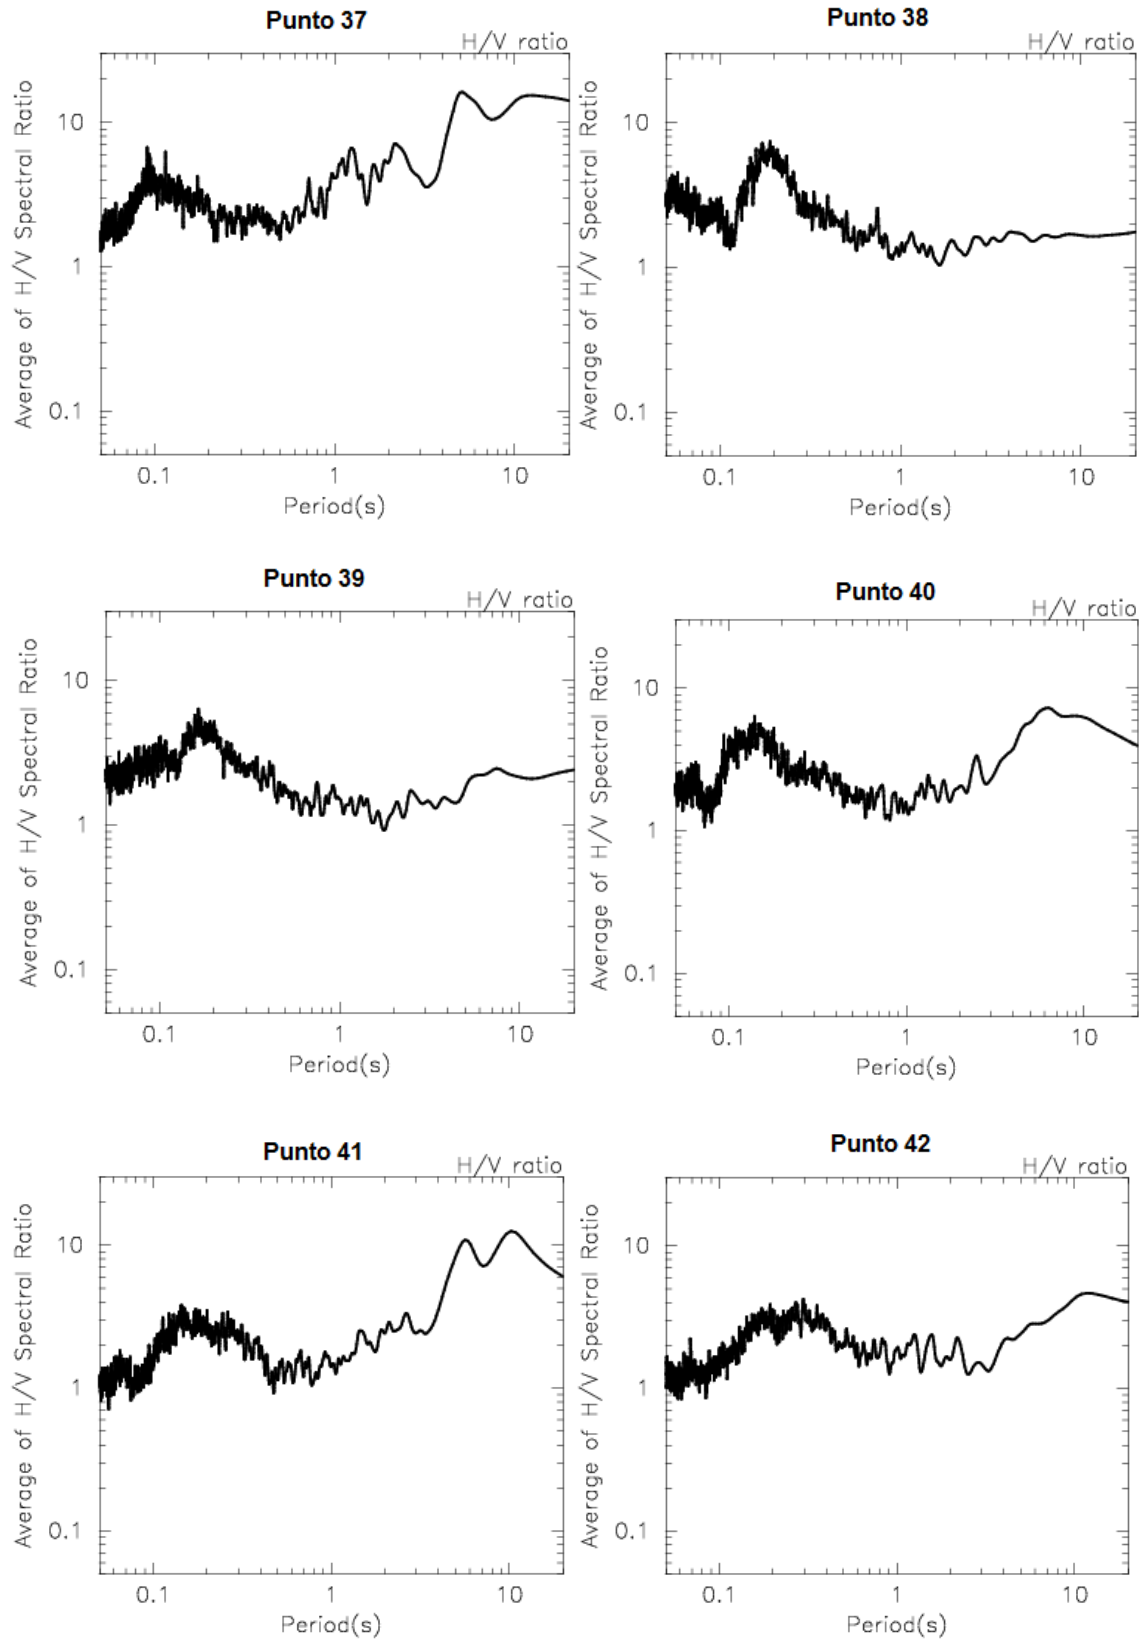 Punto 37
H/V ratio
Average of H/V Spectral Ratio
10
1
0.1
0.1 1 10
Period(s)
Punto 38
H/V ratio
Average of H/V Spectral Ratio
10
1
0.1
0.1 1 10
Period(s)
Punto 39
H/V ratio
Average of H/V Spectral Ratio
10
1
0.1
0.1 1 10
Period(s)
Punto 40
H/V ratio
Average of H/V Spectral Ratio
10
1
0.1
0.1 1 10
Period(s)
Punto 41
H/V ratio
Average of H/V Spectral Ratio
10
1
0.1
0.1 1 10
Period(s)
Punto 42
H/V ratio
Average of H/V Spectral Ratio
10
1
0.1
0.1 1 10
Period(s)